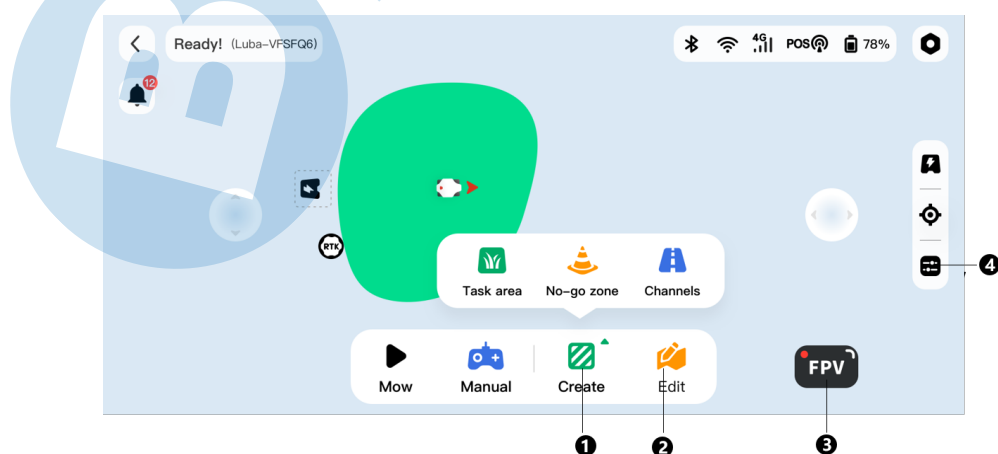 Ready! (Luba-VFSFQ6)
4G
POS
78%
12
RTK
Task area
No-go zone
Channels
Mow
Manual
Create
Edit
FPV
4
1
2
3
B